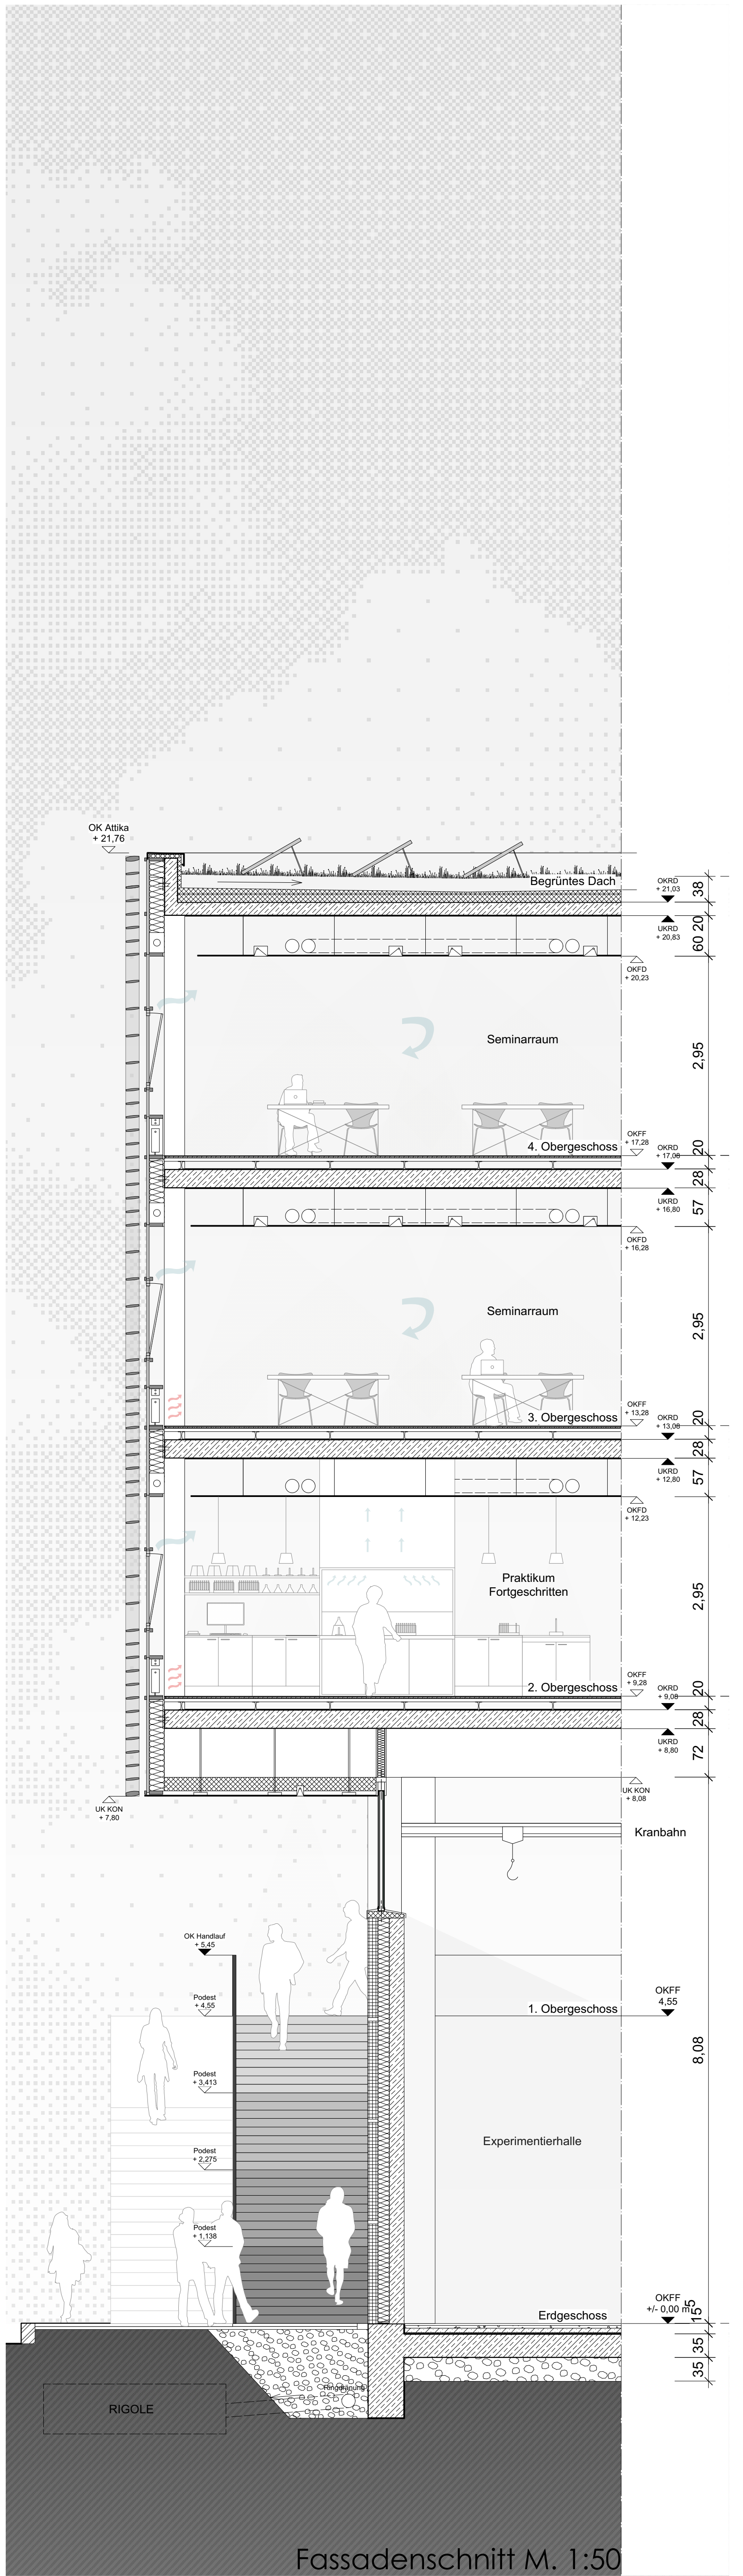 OK Attika
+ 21,76
Begrüntes Dach
OKRD
+ 21,03
38
UKRD
+ 20,83
20
60
OKFD
+ 20,23
Seminarraum
2,95
4. Obergeschoss
OKFF
+ 17,28
OKRD
+ 17,08
20
28
UKRD
+ 16,80
57
OKFD
+ 16,28
Seminarraum
2,95
3. Obergeschoss
OKFF
+ 13,28
OKRD
+ 13,08
20
28
UKRD
+ 12,80
57
OKFD
+ 12,23
Praktikum
Fortgeschritten
2,95
2. Obergeschoss
OKFF
+ 9,28
OKRD
+ 9,08
20
28
UKRD
+ 8,80
72
UK KON
+ 7,80
UK KON
+ 8,08
Kranbahn
OK Handlauf
+ 5,45
Podest
+ 4,55
1. Obergeschoss
OKFF
4,55
8,08
Podest
+ 3,413
Experimentierhalle
Podest
+ 2,275
Podest
+ 1,138
Erdgeschoss
OKFF
+/- 0,00 m
155
35
35
RIGOLE
Fassadenschnitt M. 1:50